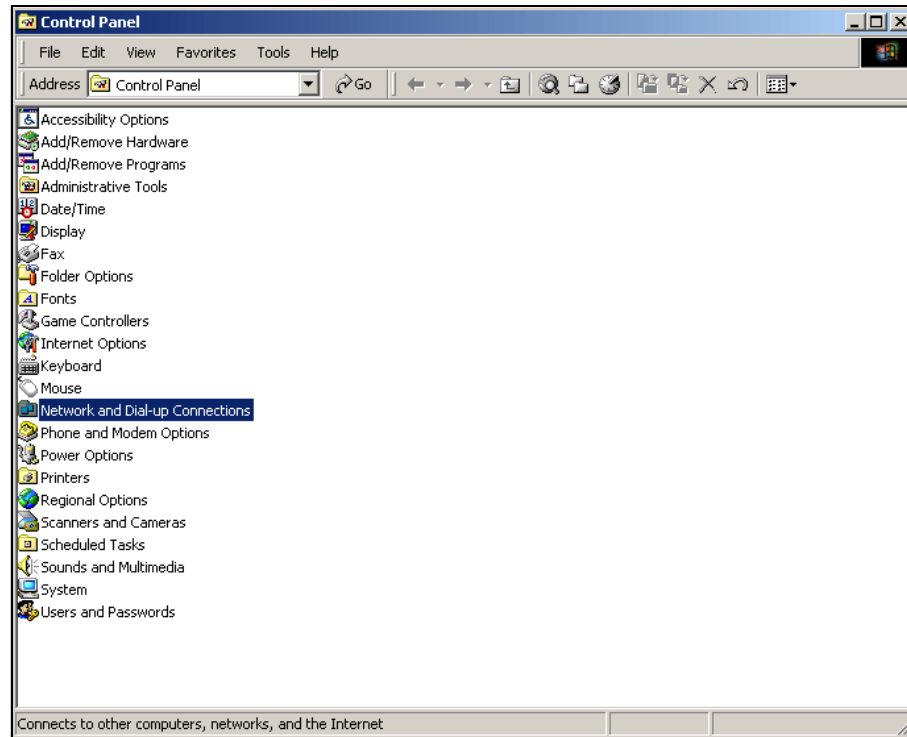 Control Panel
File Edit View Favorites Tools Help
Address Control Panel Go
Accessibility Options
Add/Remove Hardware
Add/Remove Programs
Administrative Tools
Date/Time
Display
Fax
Folder Options
Fonts
Game Controllers
Internet Options
Keyboard
Mouse
Network and Dial-up Connections
Phone and Modem Options
Power Options
Printers
Regional Options
Scanners and Cameras
Scheduled Tasks
Sounds and Multimedia
System
Users and Passwords
Connects to other computers, networks, and the Internet